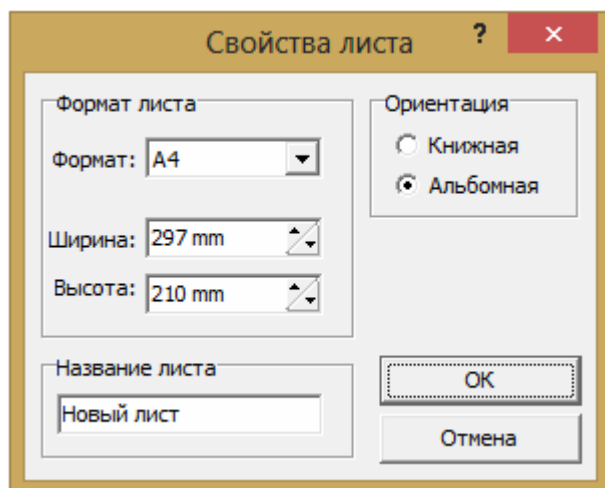 Свойства листа ?
Формат листа
Формат: A4
Ширина: 297 mm
Высота: 210 mm
Ориентация
Книжная
Альбомная
Название листа
Новый лист
OK
Отмена